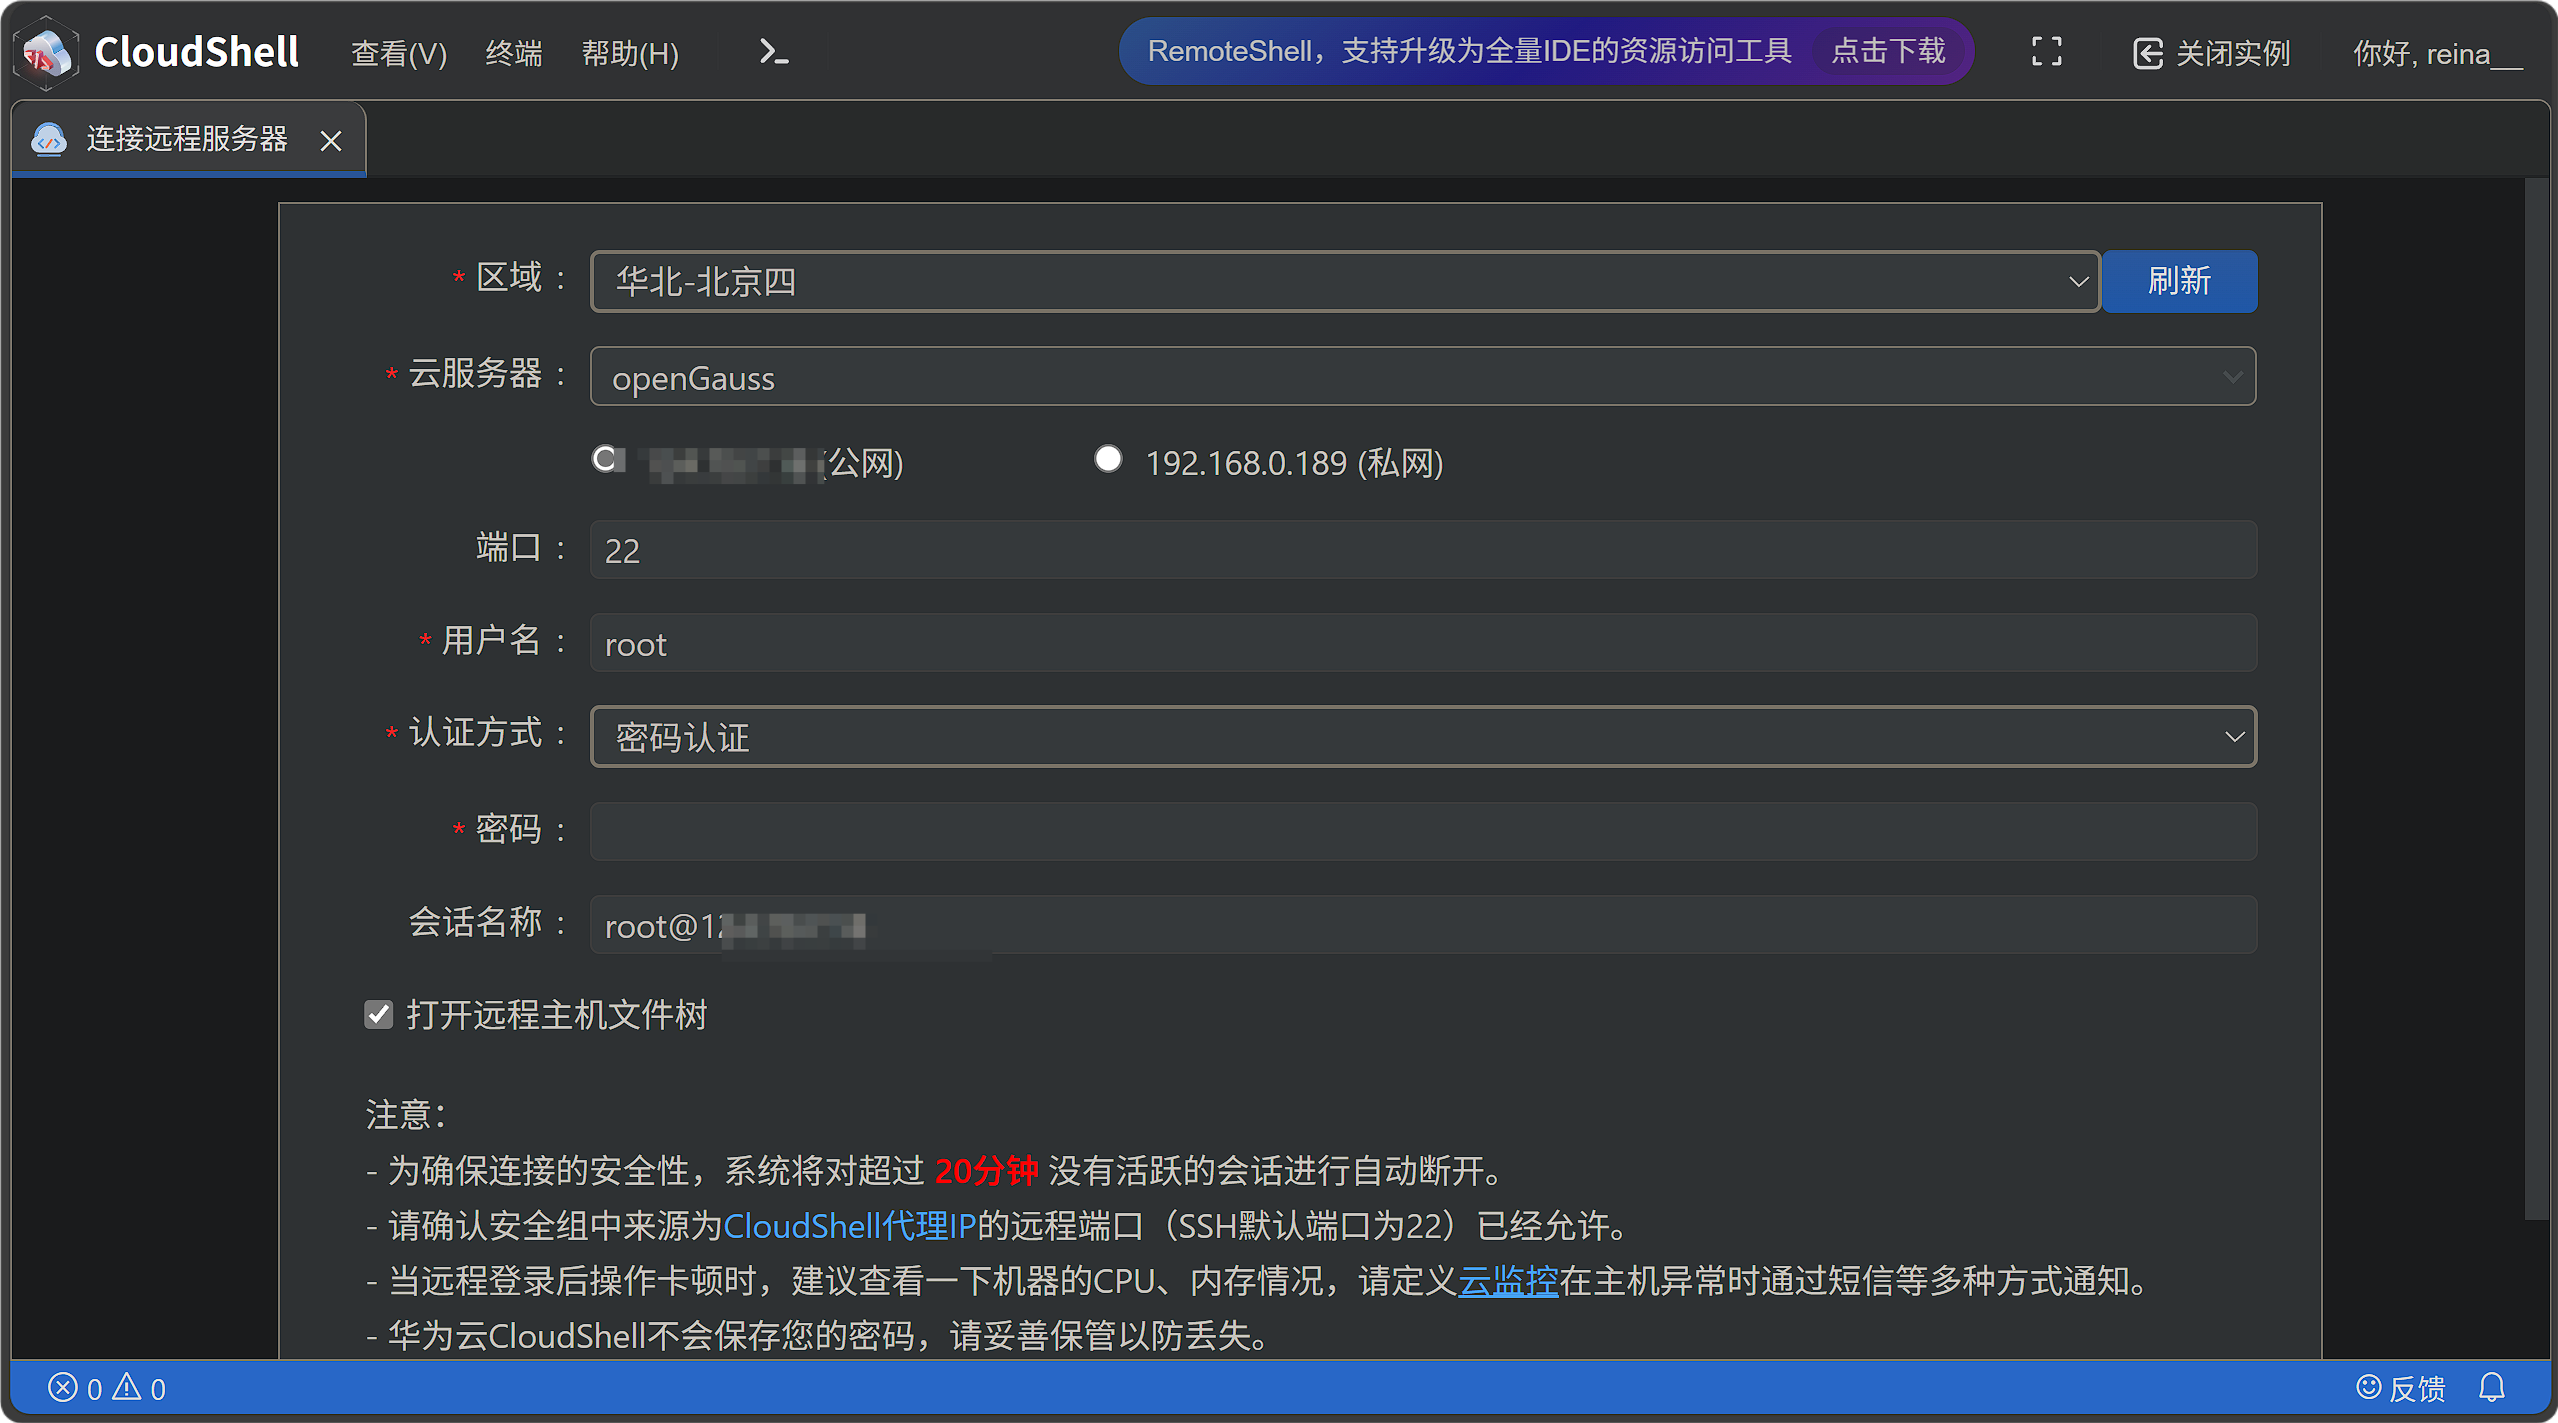 CloudShell 查看(V) 终端 帮助(H) RemoteShell，支持升级为全量IDE的资源访问工具 点击下载 关闭实例 你好, reina__
连接远程服务器
* 区域 ： 华北-北京四 刷新
* 云服务器 ： openGauss
(公网) 192.168.0.189 (私网)
端口 ： 22
* 用户名 ： root
* 认证方式 ： 密码认证
* 密码 ：
会话名称 ： root@1
打开远程主机文件树
注意：
- 为确保连接的安全性，系统将对超过 20分钟 没有活跃的会话进行自动断开。
- 请确认安全组中来源为CloudShell代理IP的远程端口（SSH默认端口为22）已经允许。
- 当远程登录后操作卡顿时，建议查看一下机器的CPU、内存情况，请定义云监控在主机异常时通过短信等多种方式通知。
- 华为云CloudShell不会保存您的密码，请妥善保管以防丢失。
0 0 反馈